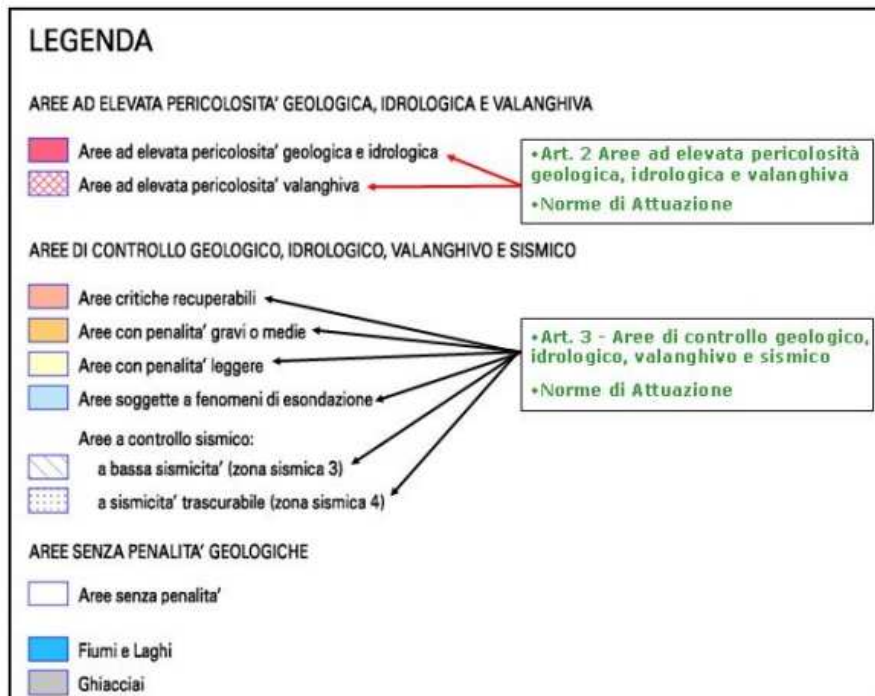 LEGENDA
AREE AD ELEVATA PERICOLOSITA' GEOLOGICA, IDROLOGICA E VALANGHIVA
Aree ad elevata pericolosita' geologica e idrologica
Aree ad elevata pericolosita' valanghiva
•Art. 2 Aree ad elevata pericolosità
geologica, idrologica e valanghiva
•Norme di Attuazione
AREE DI CONTROLLO GEOLOGICO, IDROLOGICO, VALANGHIVO E SISMICO
Aree critiche recuperabili
Aree con penalita' gravi o medie
Aree con penalita' leggere
Aree soggette a fenomeni di esondazione
Aree a controllo sismico:
a bassa sismicita' (zona sismica 3)
a sismicita' trascurabile (zona sismica 4)
•Art. 3 - Aree di controllo geologico,
idrologico, valanghivo e sismico
•Norme di Attuazione
AREE SENZA PENALITA' GEOLOGICHE
Aree senza penalita'
Fiumi e Laghi
Ghiacciai